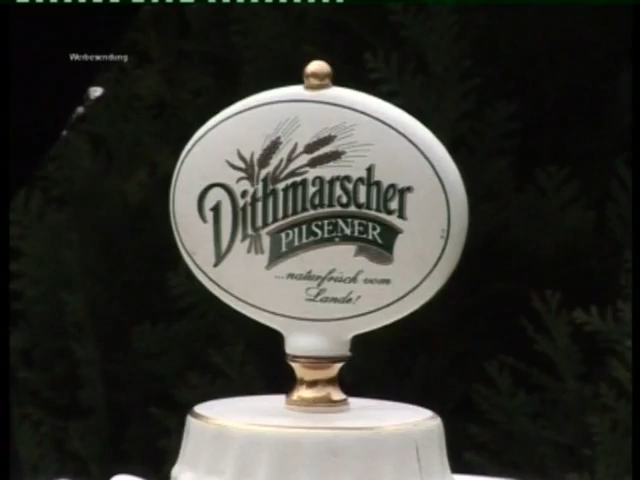 Werbesendung
Dithmarscher
PILSENER
...naturfrisch vom
Lande!